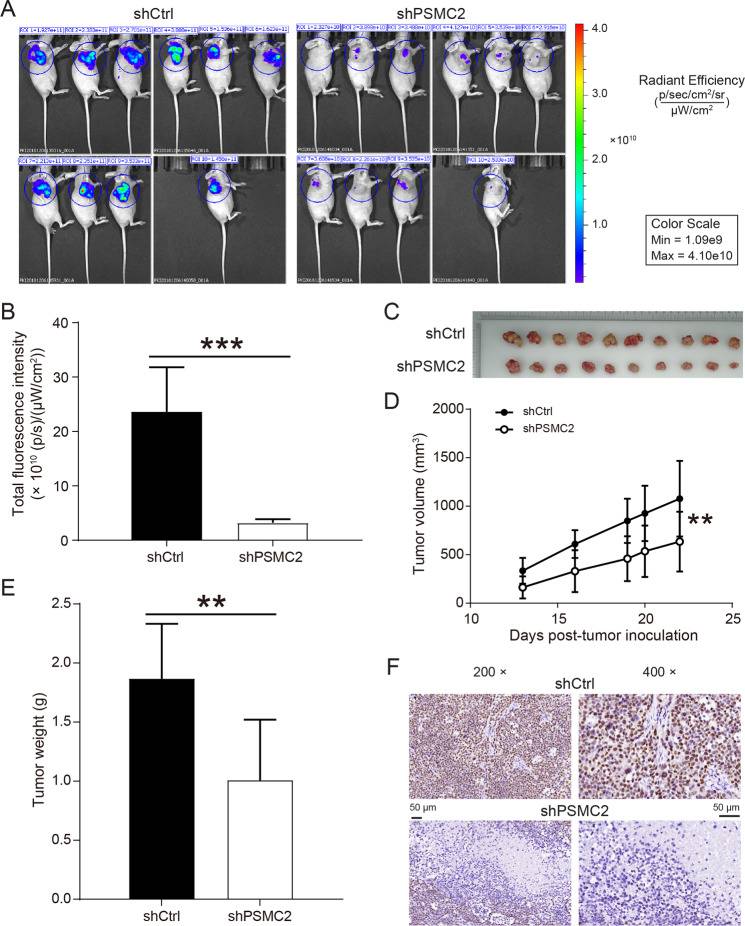 A
shCtrl
shPSMC2
4.0
3.0
×10¹⁰
2.0
1.0
Radiant Efficiency
(p/sec/cm²/sr
μW/cm²)
Color Scale
Min = 1.09e9
Max = 4.10e10
B
Total fluorescence intensity
(× 10¹⁰ (p/s)/(μW/cm²))
40
30
20
10
0
***
shCtrl
shPSMC2
C
shCtrl
shPSMC2
D
shCtrl
shPSMC2
Tumor volume (mm³)
2000
1500
1000
500
0
**
10
15
20
25
Days post-tumor inoculation
E
Tumor weight (g)
2.5
2.0
1.5
1.0
0.5
0.0
**
shCtrl
shPSMC2
F
200 ×
400 ×
shCtrl
50 μm
50 μm
shPSMC2